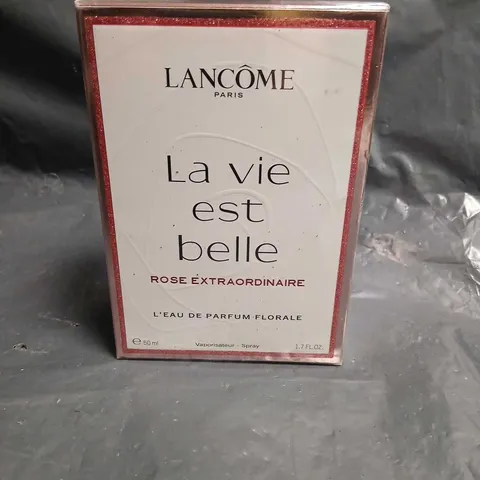 LANCÔME
PARIS
La vie
est
belle
ROSE EXTRAORDINAIRE
L'EAU DE PARFUM FLORALE
℮ 50 ml Vaporisateur - Spray 1.7 FL.OZ.